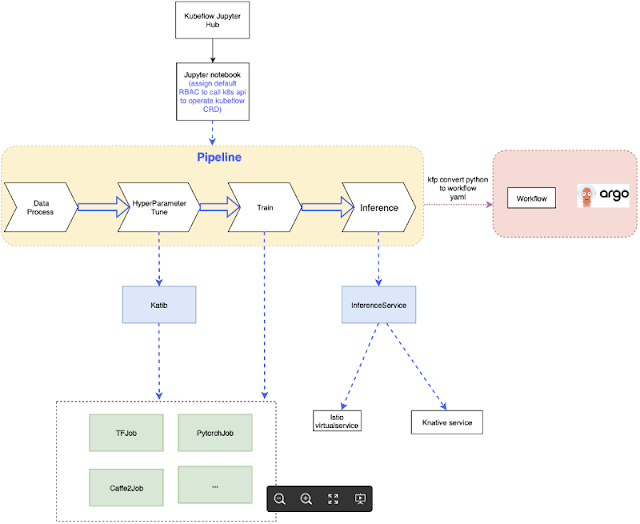 Kubeflow Jupyter
Hub
Jupyter notebook
(assign default
RBAC to call k8s api
to operate kubeflow
CRD)
Pipeline
Data
Process
HyperParameter
Tune
Train
Inference
kfp convert python
to workflow
yaml
Workflow
argo
Katib
InferenceService
TFJob
PytorchJob
Caffe2Job
...
Istio
virtualservice
Knative service